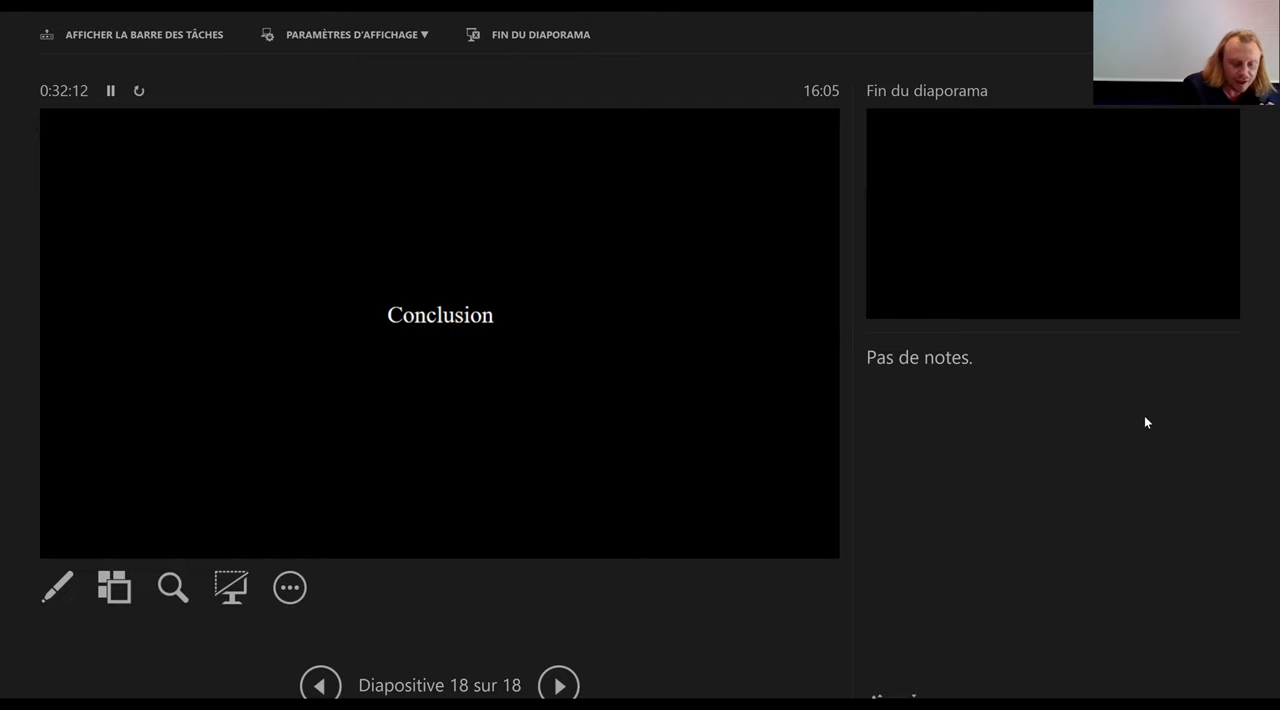 AFFICHER LA BARRE DES TÂCHES PARAMÈTRES D'AFFICHAGE ▼ FIN DU DIAPORAMA
0:32:12 16:05
Fin du diaporama
Conclusion
Pas de notes.
Diapositive 18 sur 18